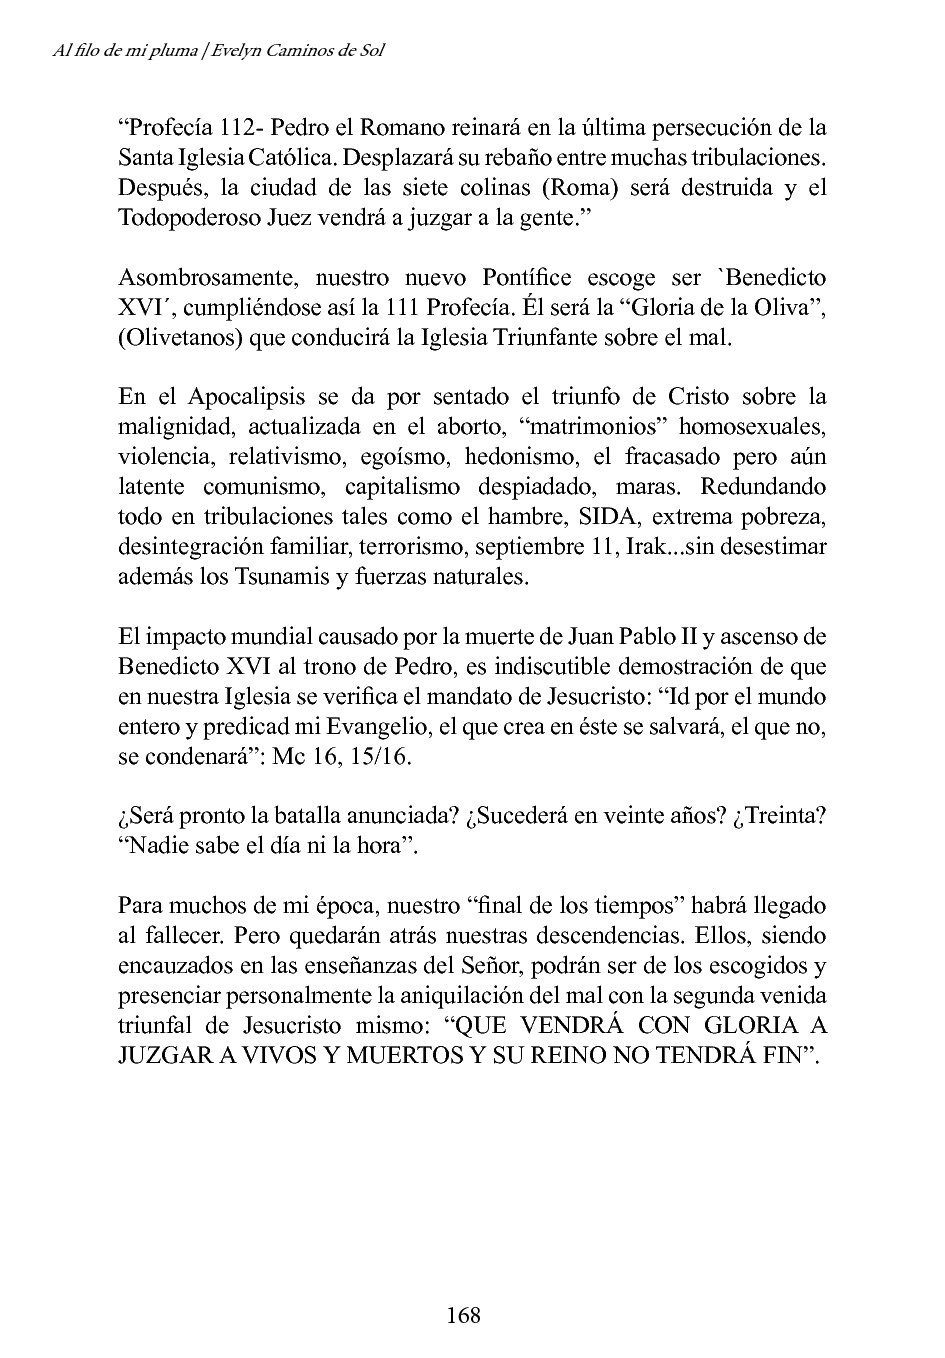 Al filo de mi pluma | Evelyn Caminos de Sol
“Profecía 112- Pedro el Romano reinará en la última persecución de la
Santa Iglesia Católica. Desplazará su rebaño entre muchas tribulaciones.
Después, la ciudad de las siete colinas (Roma) será destruida y el
Todopoderoso Juez vendrá a juzgar a la gente.”
Asombrosamente, nuestro nuevo Pontífice escoge ser `Benedicto
XVI´, cumpliéndose así la 111 Profecía. Él será la “Gloria de la Oliva”,
(Olivetanos) que conducirá la Iglesia Triunfante sobre el mal.
En el Apocalipsis se da por sentado el triunfo de Cristo sobre la
malignidad, actualizada en el aborto, “matrimonios” homosexuales,
violencia, relativismo, egoísmo, hedonismo, el fracasado pero aún
latente comunismo, capitalismo despiadado, maras. Redundando
todo en tribulaciones tales como el hambre, SIDA, extrema pobreza,
desintegración familiar, terrorismo, septiembre 11, Irak...sin desestimar
además los Tsunamis y fuerzas naturales.
El impacto mundial causado por la muerte de Juan Pablo II y ascenso de
Benedicto XVI al trono de Pedro, es indiscutible demostración de que
en nuestra Iglesia se verifica el mandato de Jesucristo: “Id por el mundo
entero y predicad mi Evangelio, el que crea en éste se salvará, el que no,
se condenará”: Mc 16, 15/16.
¿Será pronto la batalla anunciada? ¿Sucederá en veinte años? ¿Treinta?
“Nadie sabe el día ni la hora”.
Para muchos de mi época, nuestro “final de los tiempos” habrá llegado
al fallecer. Pero quedarán atrás nuestras descendencias. Ellos, siendo
encauzados en las enseñanzas del Señor, podrán ser de los escogidos y
presenciar personalmente la aniquilación del mal con la segunda venida
triunfal de Jesucristo mismo: “QUE VENDRÁ CON GLORIA A
JUZGAR A VIVOS Y MUERTOS Y SU REINO NO TENDRÁ FIN”.
168